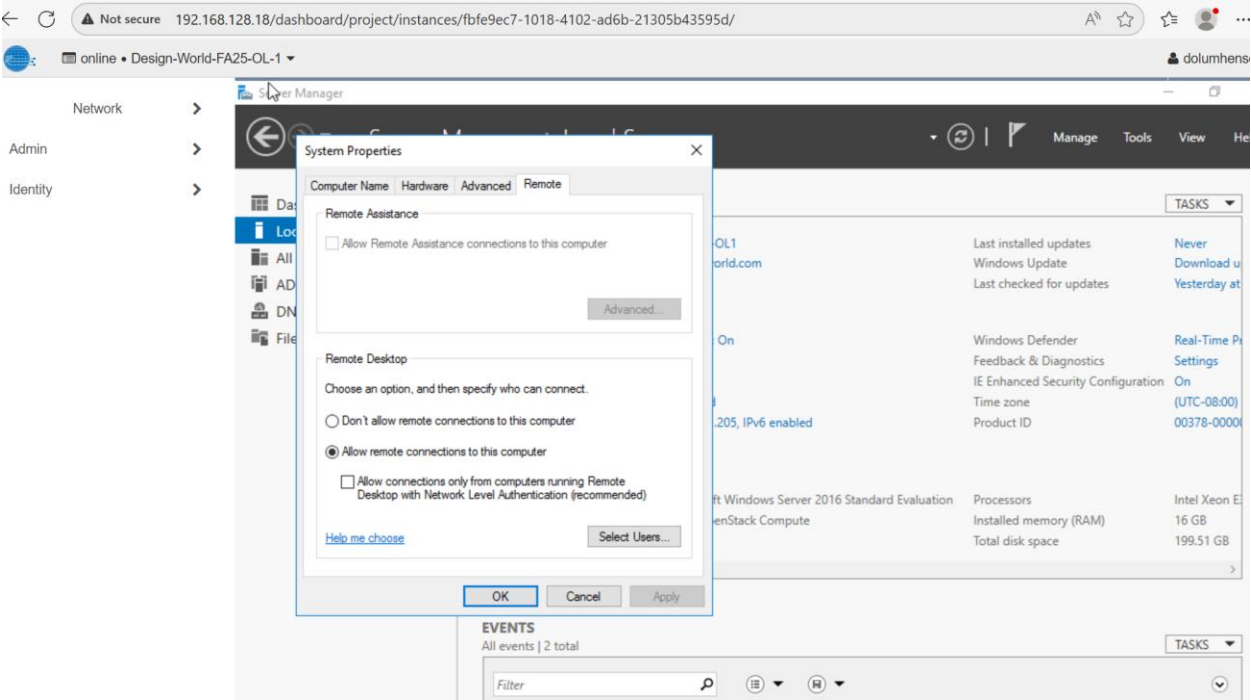 Not secure 192.168.128.18/dashboard/project/instances/fbfe9ec7-1018-4102-ad6b-21305b43595d/
online • Design-World-FA25-OL-1
dolumhens
Network
Admin
Identity
Server Manager
Manage Tools View Hel
System Properties
Computer Name Hardware Advanced Remote
Remote Assistance
Allow Remote Assistance connections to this computer
Advanced...
Remote Desktop
Choose an option, and then specify who can connect.
Don't allow remote connections to this computer
Allow remote connections to this computer
Allow connections only from computers running Remote
Desktop with Network Level Authentication (recommended)
Help me choose
Select Users...
OK Cancel Apply
Das
Loc
All
AD
DN
File
TASKS
-OL1
orld.com
On
.205, IPv6 enabled
ft Windows Server 2016 Standard Evaluation
enStack Compute
Last installed updates Never
Windows Update Download u
Last checked for updates Yesterday at
Windows Defender Real-Time Pr
Feedback & Diagnostics Settings
IE Enhanced Security Configuration On
Time zone (UTC-08:00)
Product ID 00378-0000
Processors Intel Xeon E
Installed memory (RAM) 16 GB
Total disk space 199.51 GB
EVENTS
All events | 2 total
TASKS
Filter